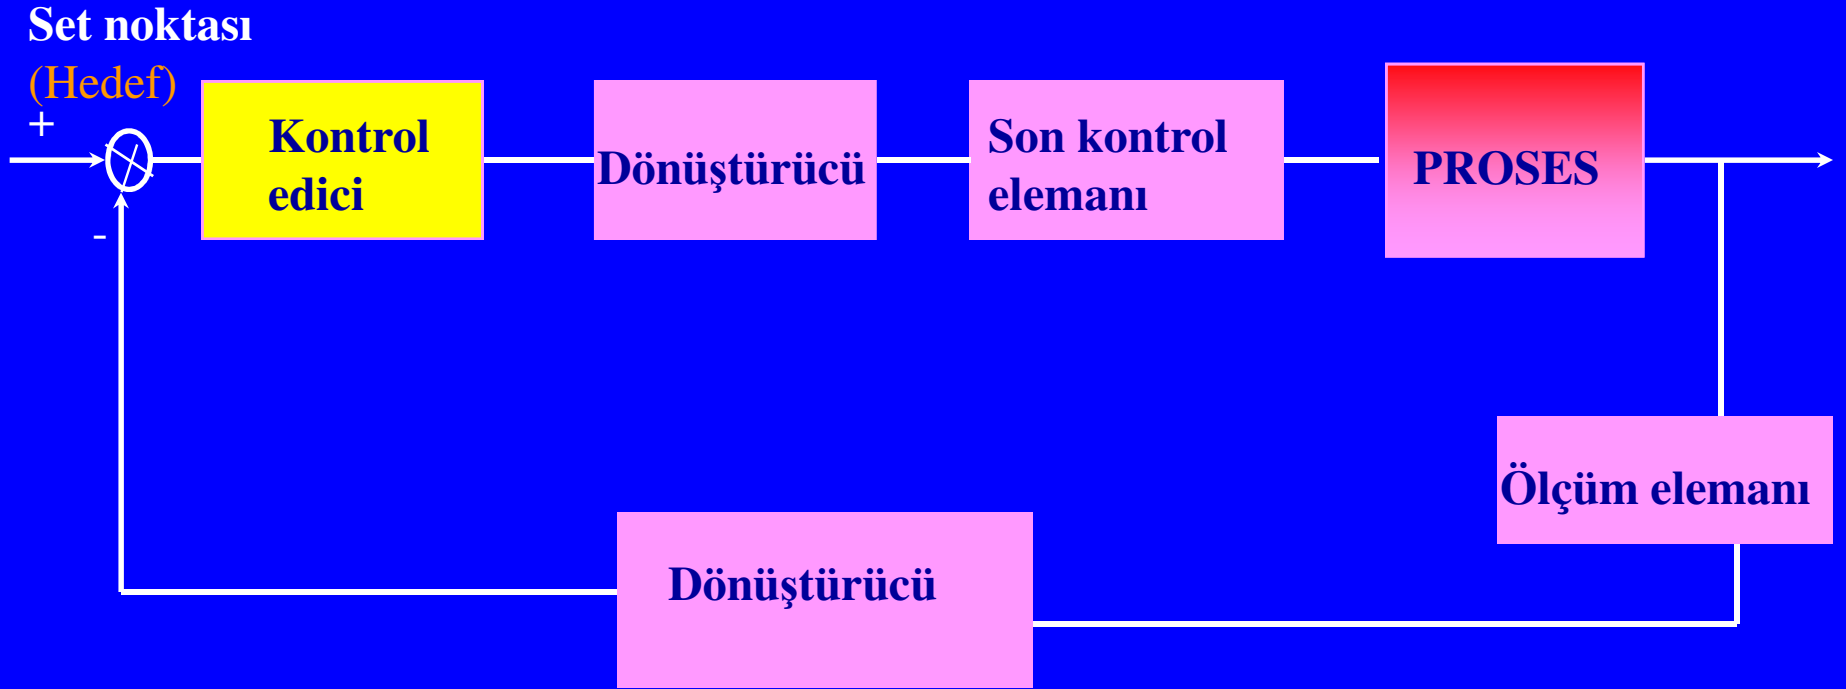 Set noktası
(Hedef)
+
-
Kontrol
edici
Dönüştürücü
Son kontrol
elemanı
PROSES
Ölçüm elemanı
Dönüştürücü